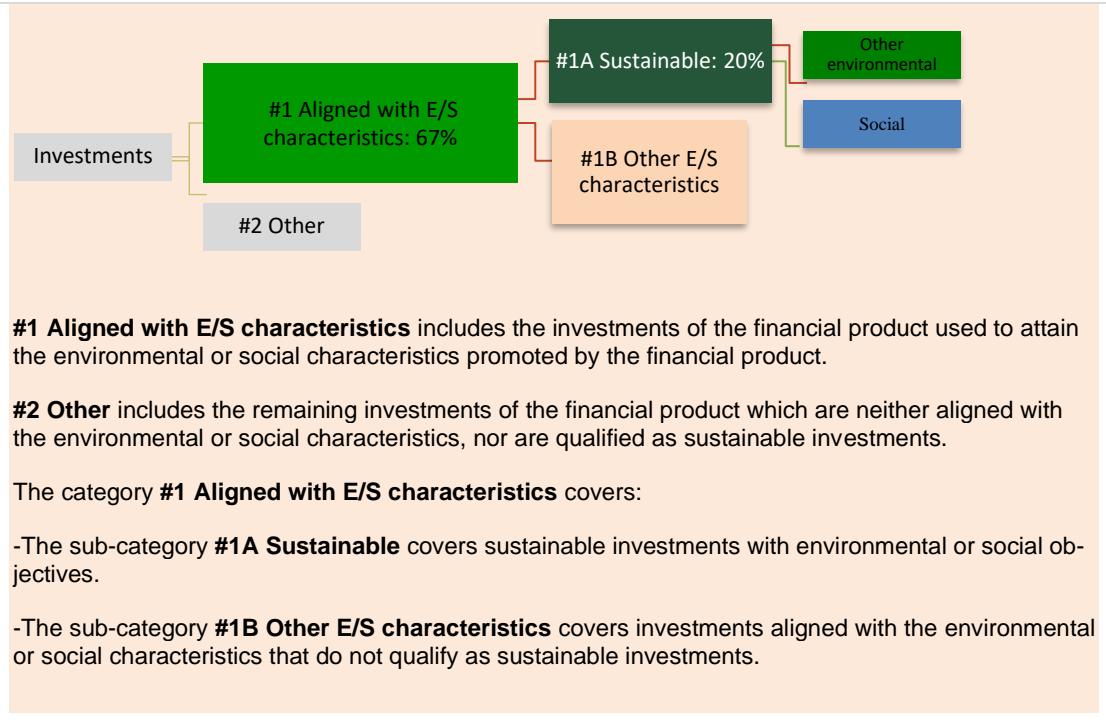 Investments
#1 Aligned with E/S
characteristics: 67%
#2 Other
#1A Sustainable: 20%
#1B Other E/S
characteristics
Other
environmental
Social
#1 Aligned with E/S characteristics includes the investments of the financial product used to attain
the environmental or social characteristics promoted by the financial product.
#2 Other includes the remaining investments of the financial product which are neither aligned with
the environmental or social characteristics, nor are qualified as sustainable investments.
The category #1 Aligned with E/S characteristics covers:
-The sub-category #1A Sustainable covers sustainable investments with environmental or social ob-
jectives.
-The sub-category #1B Other E/S characteristics covers investments aligned with the environmental
or social characteristics that do not qualify as sustainable investments.